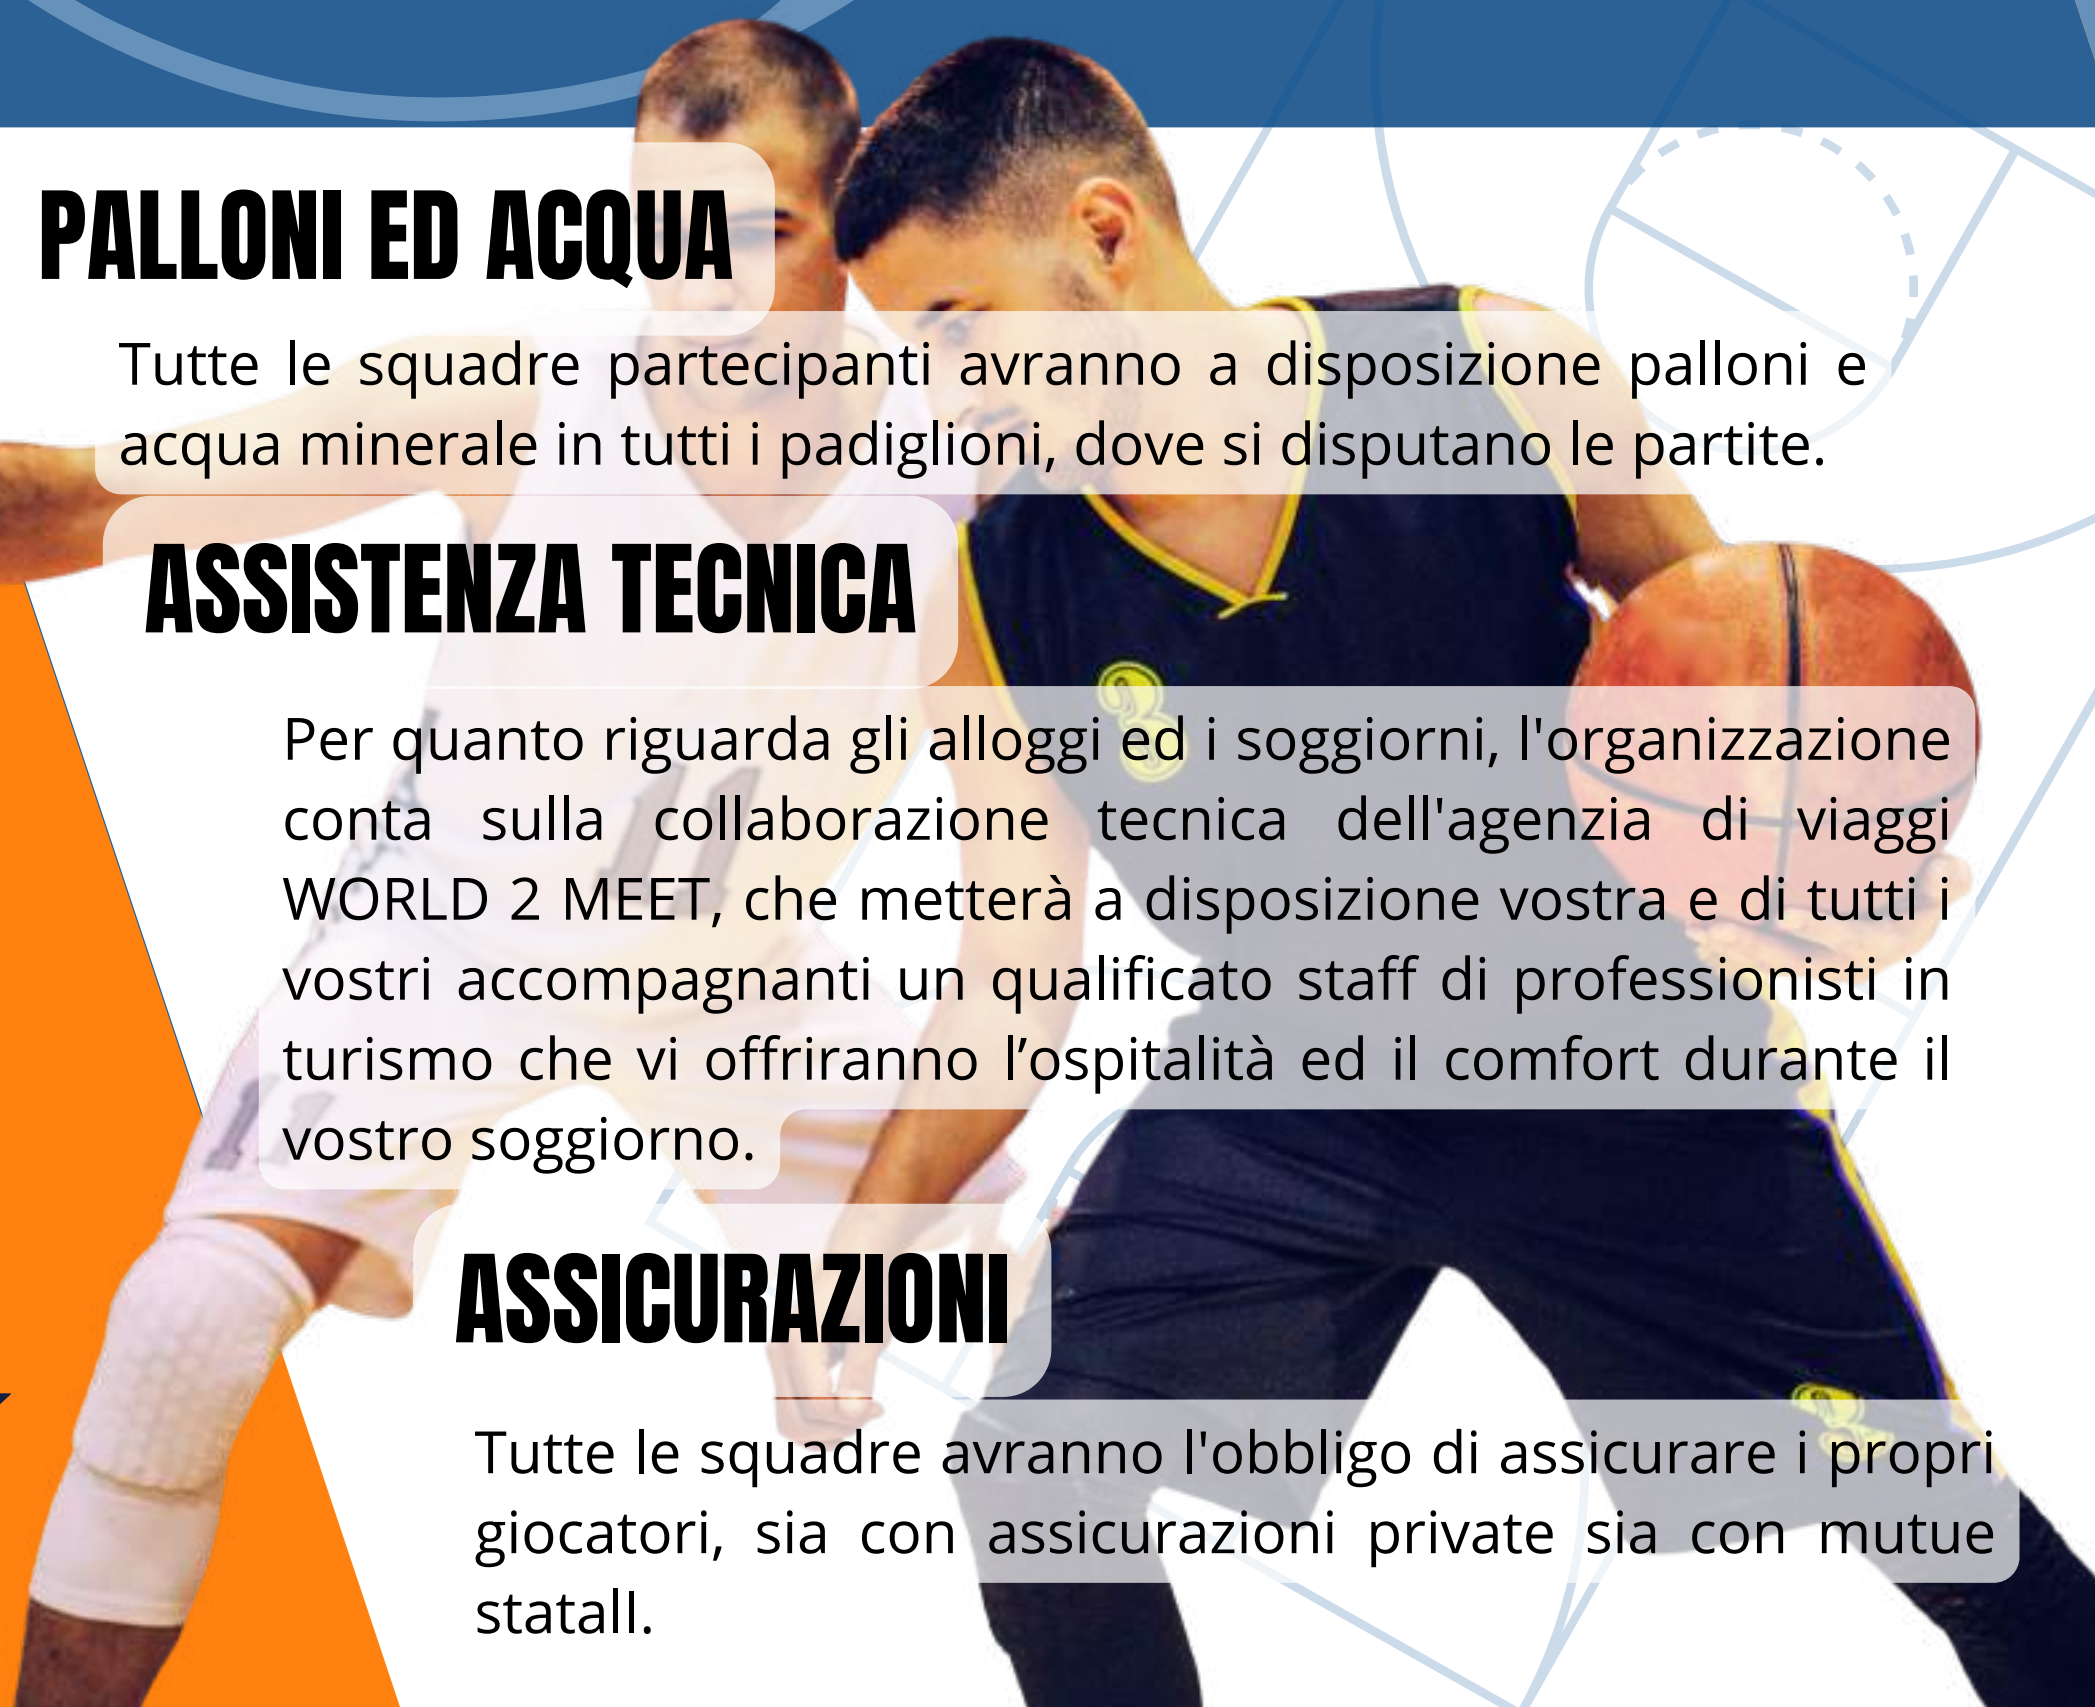 PALLONI ED ACQUA
Tutte le squadre partecipanti avranno a disposizione palloni e
acqua minerale in tutti i padiglioni, dove si disputano le partite.
ASSISTENZA TECNICA
Per quanto riguarda gli alloggi ed i soggiorni, l'organizzazione
conta sulla collaborazione tecnica dell'agenzia di viaggi
WORLD 2 MEET, che metterà a disposizione vostra e di tutti i
vostri accompagnanti un qualificato staff di professionisti in
turismo che vi offriranno l’ospitalità ed il comfort durante il
vostro soggiorno.
ASSICURAZIONI
Tutte le squadre avranno l'obbligo di assicurare i propri
giocatori, sia con assicurazioni private sia con mutue
statalI.
11
3
11
3